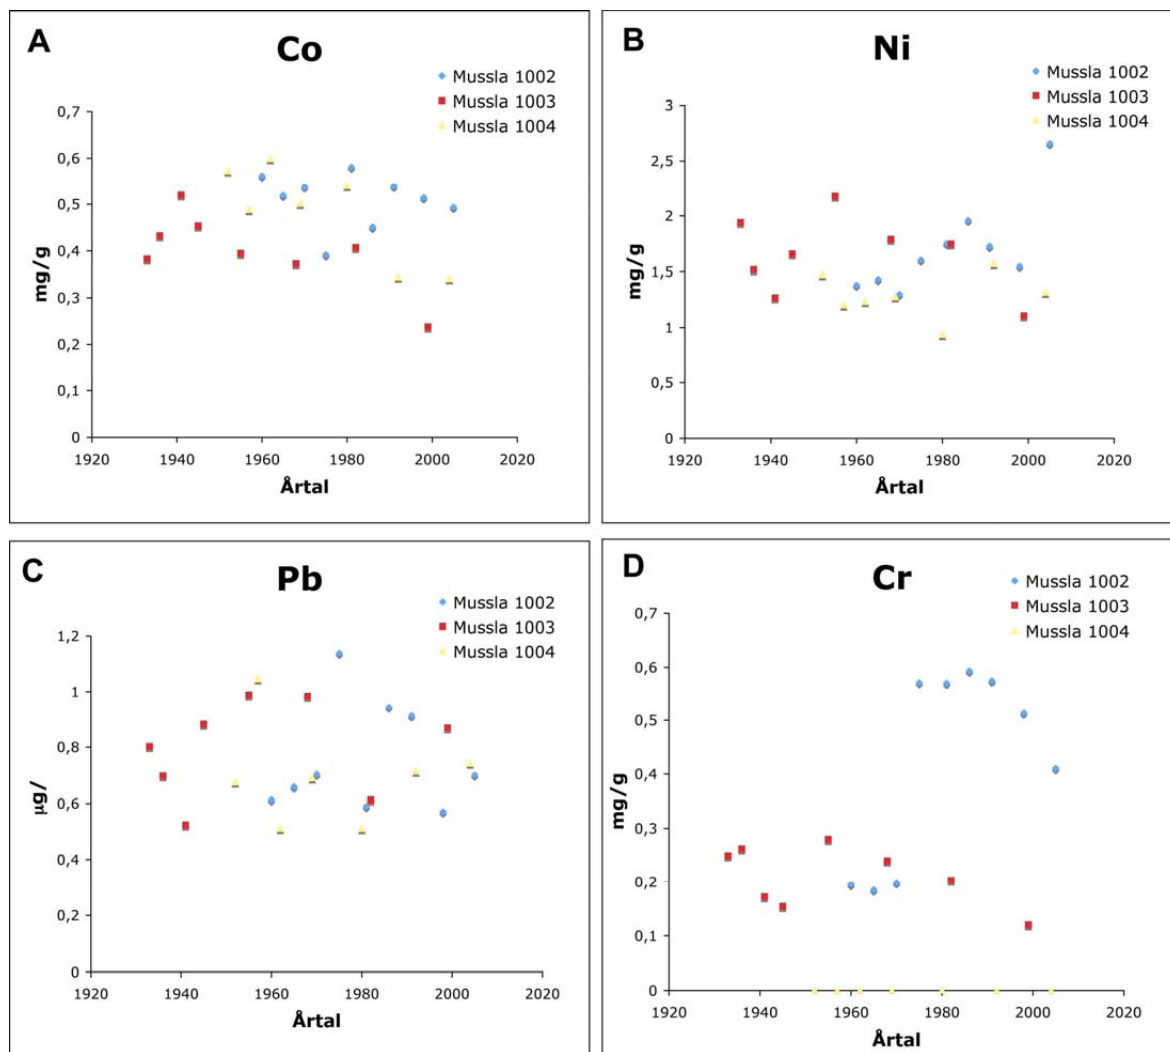 A
Co
Mussla 1002
Mussla 1003
Mussla 1004
0,7
0,6
0,5
0,4
0,3
0,2
0,1
0
mg/g
1920 1940 1960 1980 2000 2020
Årtal
B
Ni
Mussla 1002
Mussla 1003
Mussla 1004
3
2,5
2
1,5
1
0,5
0
mg/g
1920 1940 1960 1980 2000 2020
Årtal
C
Pb
Mussla 1002
Mussla 1003
Mussla 1004
1,2
1
0,8
0,6
0,4
0,2
0
µg/
1920 1940 1960 1980 2000 2020
Årtal
D
Cr
Mussla 1002
Mussla 1003
Mussla 1004
0,7
0,6
0,5
0,4
0,3
0,2
0,1
0
mg/g
1920 1940 1960 1980 2000 2020
Årtal